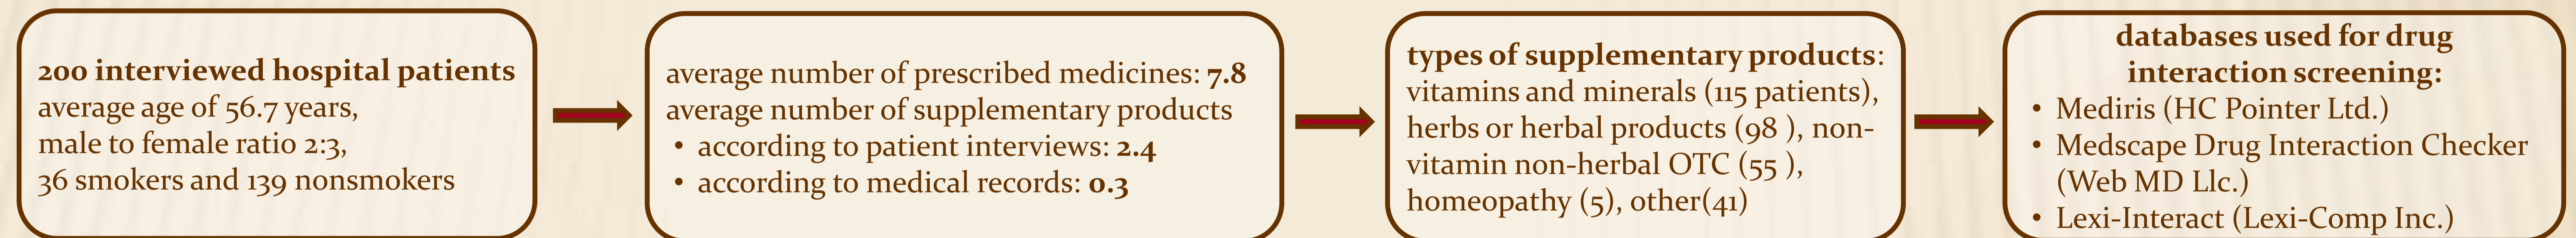 200 interviewed hospital patients
average age of 56.7 years,
male to female ratio 2:3,
36 smokers and 139 nonsmokers
average number of prescribed medicines: 7.8
average number of supplementary products
• according to patient interviews: 2.4
• according to medical records: 0.3
types of supplementary products:
vitamins and minerals (115 patients),
herbs or herbal products (98 ), non-
vitamin non-herbal OTC (55 ),
homeopathy (5), other(41)
databases used for drug
interaction screening:
• Mediris (HC Pointer Ltd.)
• Medscape Drug Interaction Checker
(Web MD Llc.)
• Lexi-Interact (Lexi-Comp Inc.)